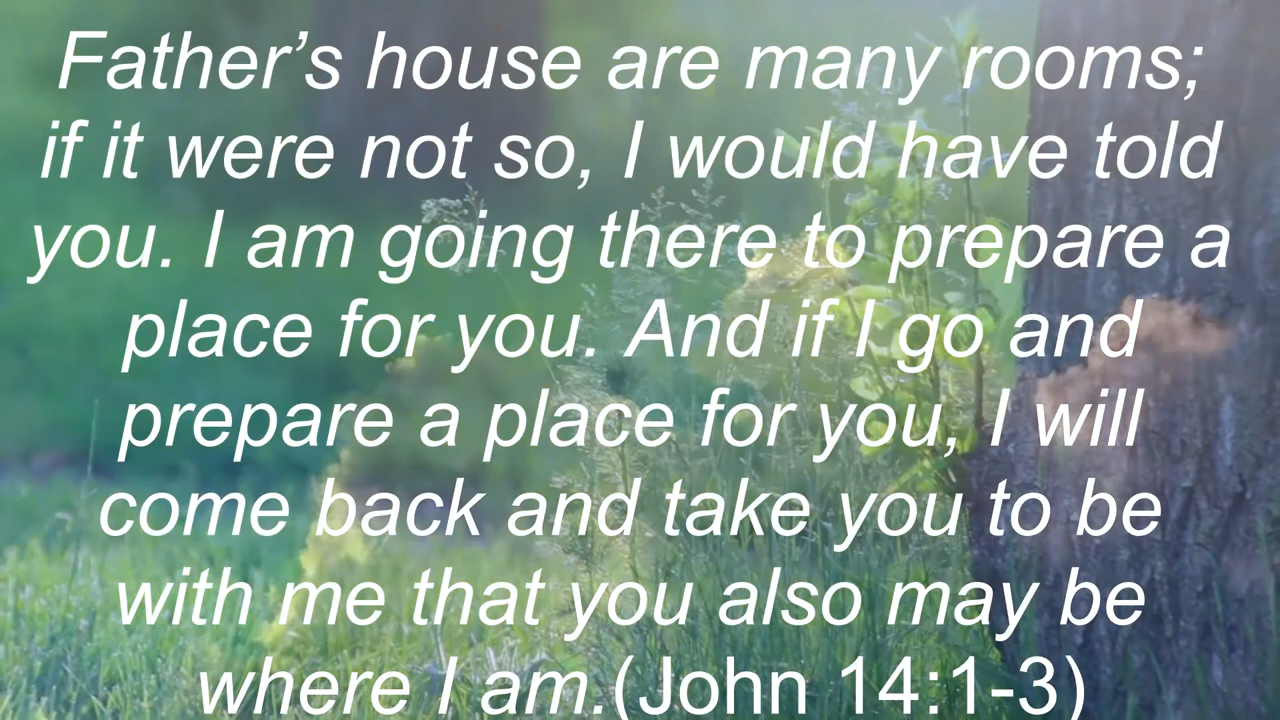 Father’s house are many rooms;
if it were not so, I would have told
you. I am going there to prepare a
place for you. And if I go and
prepare a place for you, I will
come back and take you to be
with me that you also may be
where I am.(John 14:1-3)